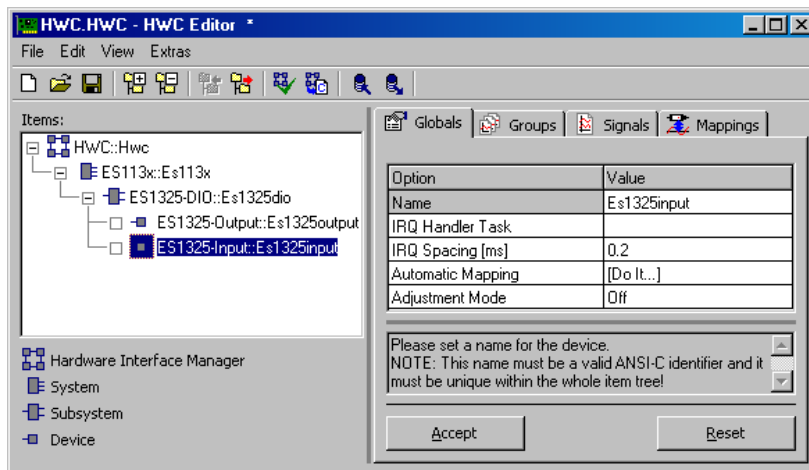 HWC.HWC - HWC Editor *
File Edit View Extras
Items:
HWC::Hwc
ES113x::Es113x
ES1325-DIO::Es1325dio
ES1325-Output::Es1325output
ES1325-Input::Es1325input
Hardware Interface Manager
System
Subsystem
Device
Globals Groups Signals Mappings
Option Value
Name Es1325input
IRQ Handler Task
IRQ Spacing [ms] 0.2
Automatic Mapping [Do It...]
Adjustment Mode Off
Please set a name for the device.
NOTE: This name must be a valid ANSI-C identifier and it
must be unique within the whole item tree!
Accept Reset